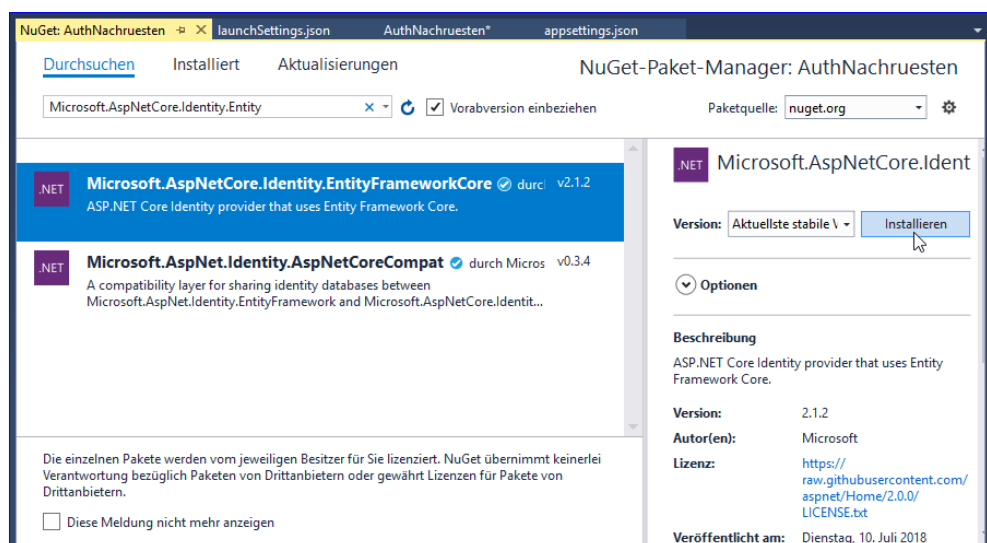 NuGet: AuthNachruesten launchSettings.json AuthNachruesten* appsettings.json
Durchsuchen Installiert Aktualisierungen NuGet-Paket-Manager: AuthNachruesten
Microsoft.AspNetCore.Identity.Entity Vorabversion einbeziehen Paketquelle: nuget.org
.NET Microsoft.AspNetCore.Identity.EntityFrameworkCore durcl v2.1.2
ASP.NET Core Identity provider that uses Entity Framework Core.
.NET Microsoft.AspNet.Identity.AspNetCoreCompat durch Micros v0.3.4
A compatibility layer for sharing identity databases between
Microsoft.AspNet.Identity.EntityFramework and Microsoft.AspNetCore.Identit...
Die einzelnen Pakete werden vom jeweiligen Besitzer für Sie lizenziert. NuGet übernimmt keinerlei
Verantwortung bezüglich Paketen von Drittanbietern oder gewährt Lizenzen für Pakete von
Drittanbietern.
Diese Meldung nicht mehr anzeigen
.NET Microsoft.AspNetCore.Ident
Version: Aktuellste stabile V Installieren
Optionen
Beschreibung
ASP.NET Core Identity provider that uses Entity
Framework Core.
Version: 2.1.2
Autor(en): Microsoft
Lizenz: https://
raw.githubusercontent.com/
aspnet/Home/2.0.0/
LICENSE.txt
Veröffentlicht am: Dienstag, 10. Juli 2018